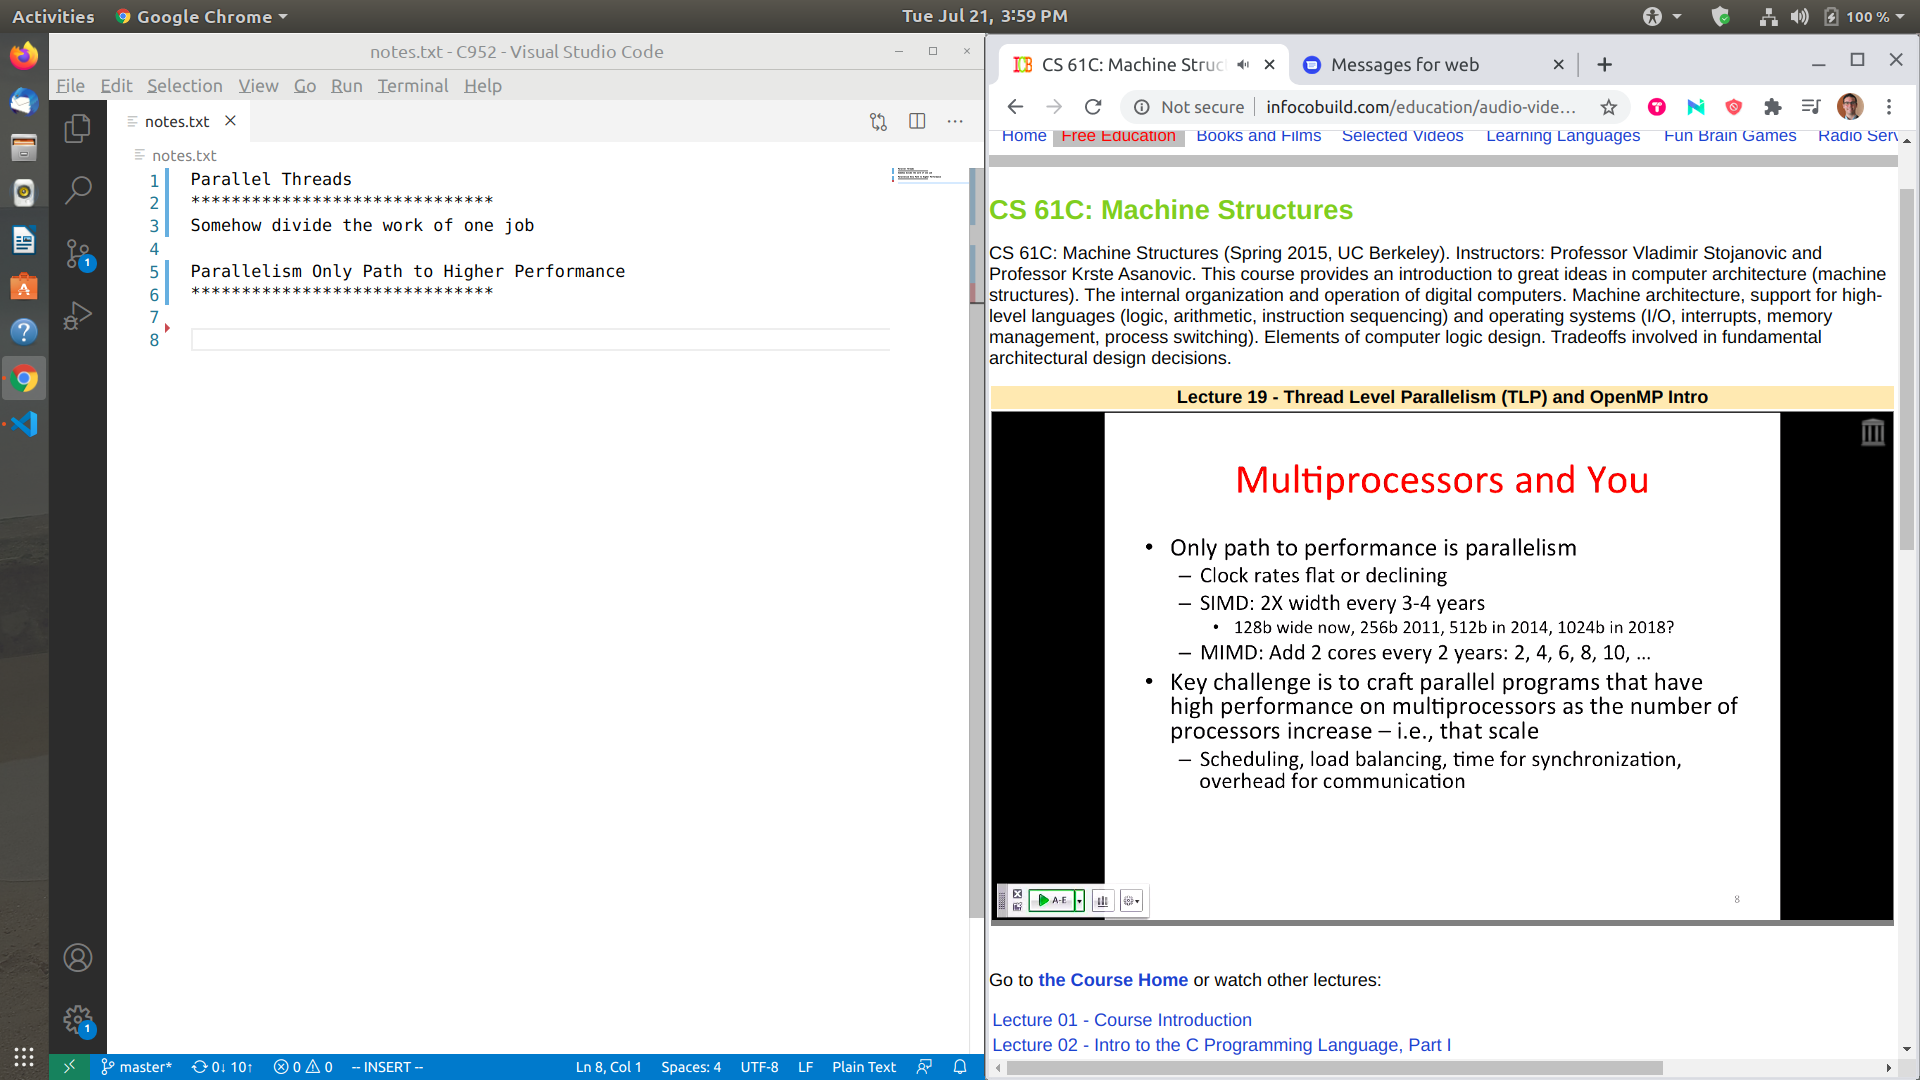 Activities
Google Chrome
Tue Jul 21, 3:59 PM
100 %
notes.txt - C952 - Visual Studio Code
File Edit Selection View Go Run Terminal Help
notes.txt
notes.txt
1 Parallel Threads
2 ******************************
3 Somehow divide the work of one job
4
5 Parallelism Only Path to Higher Performance
6 ******************************
7
8
1
1
master*
0↓ 10↑
0 0
-- INSERT --
Ln 8, Col 1
Spaces: 4
UTF-8
LF
Plain Text
CS 61C: Machine Struc
Messages for web
Not secure
infocobuild.com/education/audio-vide...
Home Free Education Books and Films Selected Videos Learning Languages Fun Brain Games Radio Serv
CS 61C: Machine Structures
CS 61C: Machine Structures (Spring 2015, UC Berkeley). Instructors: Professor Vladimir Stojanovic and
Professor Krste Asanovic. This course provides an introduction to great ideas in computer architecture (machine
structures). The internal organization and operation of digital computers. Machine architecture, support for high-
level languages (logic, arithmetic, instruction sequencing) and operating systems (I/O, interrupts, memory
management, process switching). Elements of computer logic design. Tradeoffs involved in fundamental
architectural design decisions.
Lecture 19 - Thread Level Parallelism (TLP) and OpenMP Intro
Multiprocessors and You
• Only path to performance is parallelism
– Clock rates flat or declining
– SIMD: 2X width every 3-4 years
• 128b wide now, 256b 2011, 512b in 2014, 1024b in 2018?
– MIMD: Add 2 cores every 2 years: 2, 4, 6, 8, 10, ...
• Key challenge is to craft parallel programs that have
high performance on multiprocessors as the number of
processors increase – i.e., that scale
– Scheduling, load balancing, time for synchronization,
overhead for communication
A-E
8
Go to the Course Home or watch other lectures:
Lecture 01 - Course Introduction
Lecture 02 - Intro to the C Programming Language, Part I